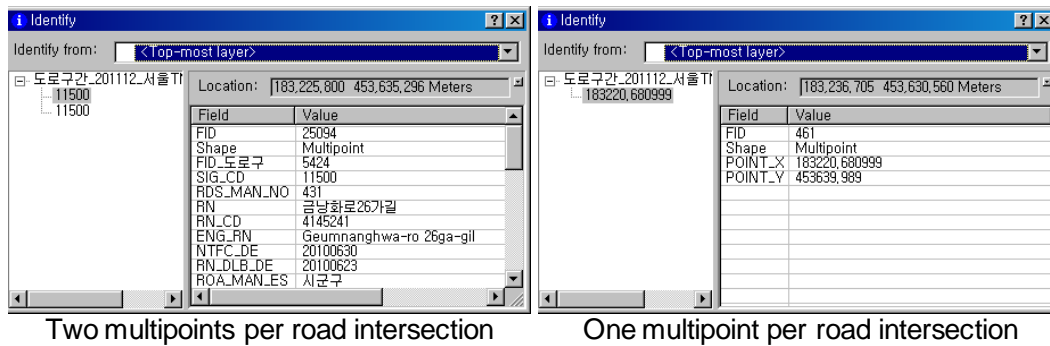 Identify
Identify from: <Top-most layer>
도로구간_201112_서울TM
11500
11500
Location: 183,225,800 453,635,296 Meters
Field Value
FID 25094
Shape Multipoint
FID_도로구 5424
SIG_CD 11500
RDS_MAN_NO 431
RN 금낭화로26가길
RN_CD 4145241
ENG_RN Geumnanghwa-ro 26ga-gil
NTFC_DE 20100630
RN_DLB_DE 20100623
ROA_MAN_ES 시군구
Two multipoints per road intersection
Identify
Identify from: <Top-most layer>
도로구간_201112_서울TM
183220,680999
Location: 183,236,705 453,630,560 Meters
Field Value
FID 461
Shape Multipoint
POINT_X 183220,680999
POINT_Y 453639,989
One multipoint per road intersection